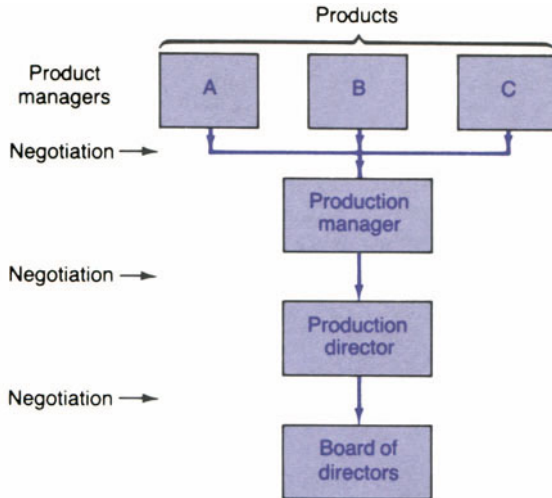 Products
Product
managers
A
B
C
Negotiation
Production
manager
Negotiation
Production
director
Negotiation
Board of
directors